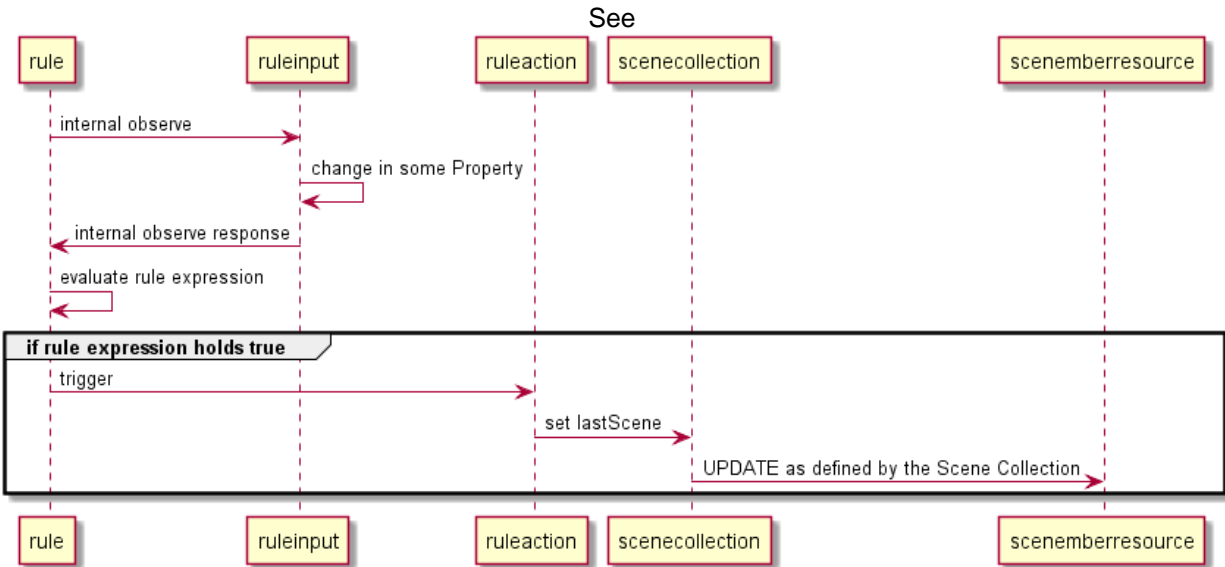 See
rule ruleinput ruleaction scenecollection scenemberresource
internal observe
change in some Property
internal observe response
evaluate rule expression
if rule expression holds true
trigger
set lastScene
UPDATE as defined by the Scene Collection
rule ruleinput ruleaction scenecollection scenemberresource